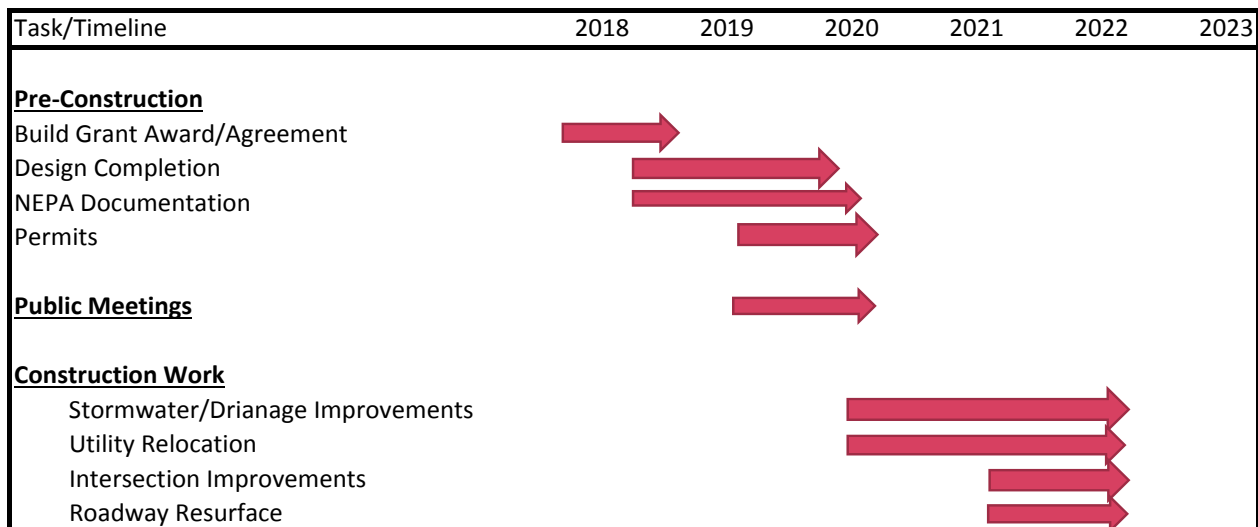 Task/Timeline 2018 2019 2020 2021 2022 2023
Pre-Construction
Build Grant Award/Agreement
Design Completion
NEPA Documentation
Permits
Public Meetings
Construction Work
Stormwater/Drianage Improvements
Utility Relocation
Intersection Improvements
Roadway Resurface